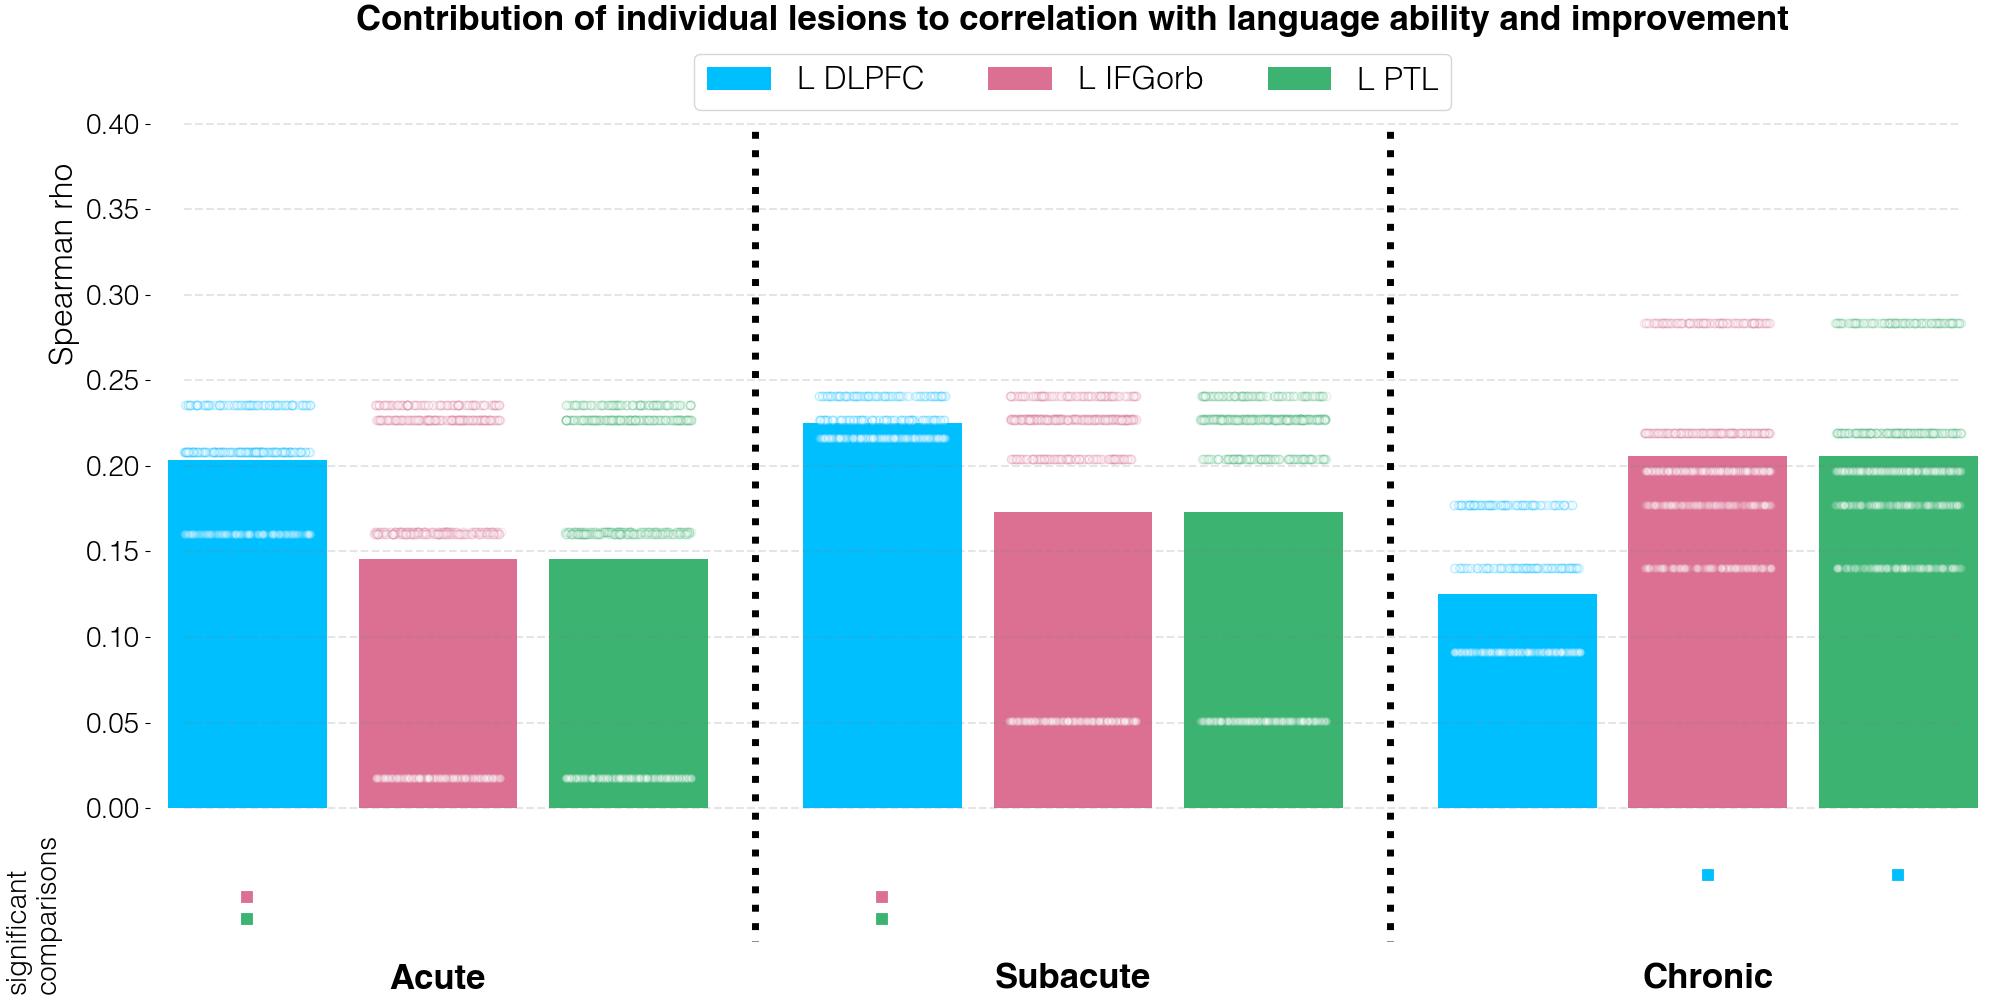 Contribution of individual lesions to correlation with language ability and improvement
L DLPFC L IFGorb L PTL
Spearman rho
0.40
0.35
0.30
0.25
0.20
0.15
0.10
0.05
0.00
significant
comparisons
Acute Subacute Chronic